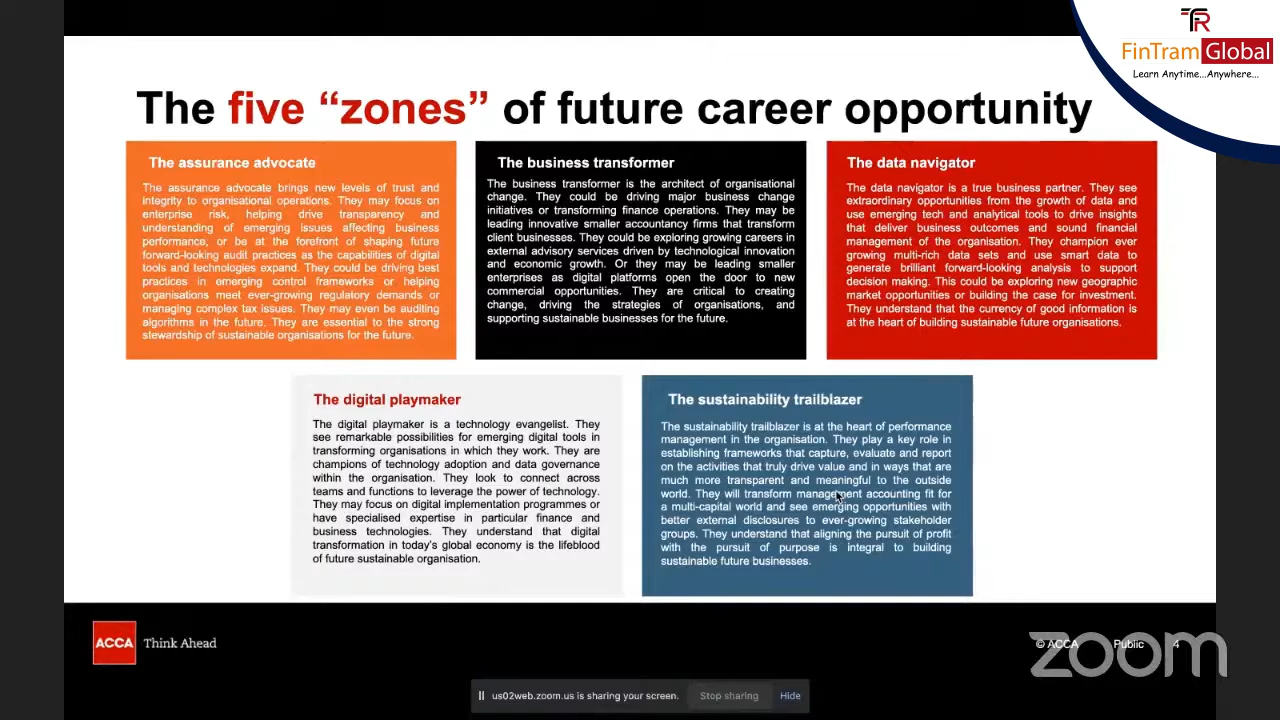 TR
FinTram Global
Learn Anytime...Anywhere...
The five “zones” of future career opportunity
The assurance advocate
The assurance advocate brings new levels of trust and
integrity to organisational operations. They may focus on
enterprise risk, helping drive transparency and
understanding of emerging issues affecting business
performance, or be at the forefront of shaping future
forward-looking audit practices as the capabilities of digital
tools and technologies expand. They could be driving best
practices in emerging control frameworks or helping
organisations meet ever-growing regulatory demands or
managing complex tax issues. They may even be auditing
algorithms in the future. They are essential to the strong
stewardship of sustainable organisations for the future.
The business transformer
The business transformer is the architect of organisational
change. They could be driving major business change
initiatives or transforming finance operations. They may be
leading innovative smaller accountancy firms that transform
client businesses. They could be exploring growing careers in
external advisory services driven by technological innovation
and economic growth. Or they may be leading smaller
enterprises as digital platforms open the door to new
commercial opportunities. They are critical to creating
change, driving the strategies of organisations, and
supporting sustainable businesses for the future.
The data navigator
The data navigator is a true business partner. They see
extraordinary opportunities from the growth of data and
use emerging tech and analytical tools to drive insights
that deliver business outcomes and sound financial
management of the organisation. They champion ever
growing multi-rich data sets and use smart data to
generate brilliant forward-looking analysis to support
decision making. This could be exploring new geographic
market opportunities or building the case for investment.
They understand that the currency of good information is
at the heart of building sustainable future organisations.
The digital playmaker
The digital playmaker is a technology evangelist. They
see remarkable possibilities for emerging digital tools in
transforming organisations in which they work. They are
champions of technology adoption and data governance
within the organisation. They look to connect across
teams and functions to leverage the power of technology.
They may focus on digital implementation programmes or
have specialised expertise in particular finance and
business technologies. They understand that digital
transformation in today's global economy is the lifeblood
of future sustainable organisation.
The sustainability trailblazer
The sustainability trailblazer is at the heart of performance
management in the organisation. They play a key role in
establishing frameworks that capture, evaluate and report
on the activities that truly drive value and in ways that are
much more transparent and meaningful to the outside
world. They will transform management accounting fit for
a multi-capital world and see emerging opportunities with
better external disclosures to ever-growing stakeholder
groups. They understand that aligning the pursuit of profit
with the pursuit of purpose is integral to building
sustainable future businesses.
ACCA Think Ahead
© ACCA Public 4
zoom
us02web.zoom.us is sharing your screen. Stop sharing Hide